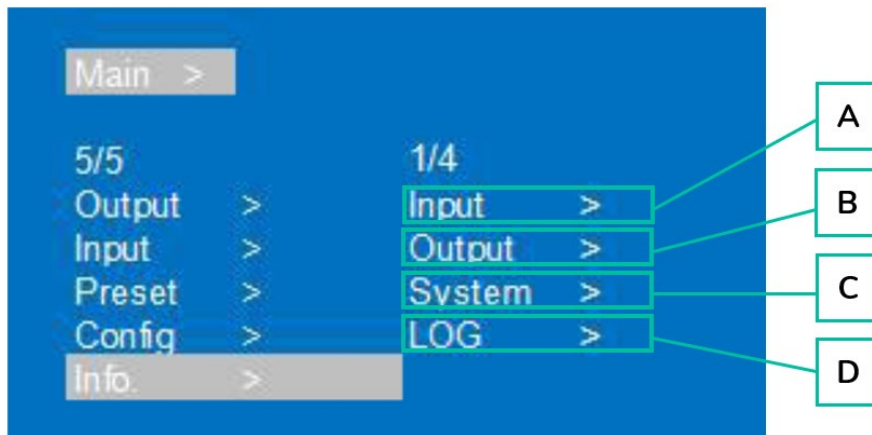 Main >
5/5
Output >
Input >
Preset >
Config >
Info. >
1/4
Input >
Output >
System >
LOG >
A
B
C
D